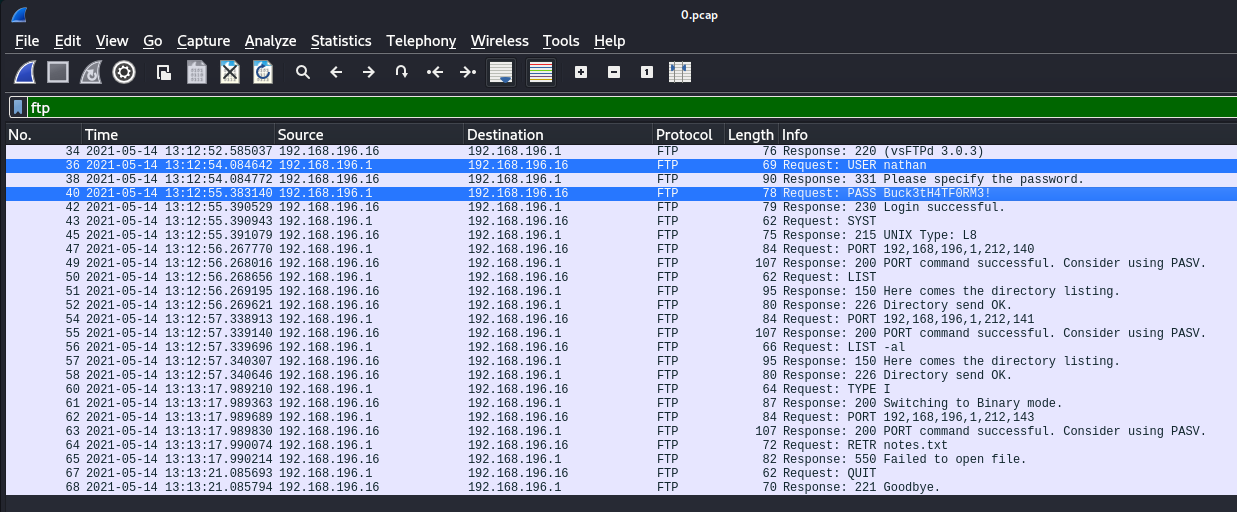 0.pcap
File Edit View Go Capture Analyze Statistics Telephony Wireless Tools Help
ftp
No. Time Source Destination Protocol Length Info
34 2021-05-14 13:12:52.585037 192.168.196.16 192.168.196.1 FTP 76 Response: 220 (vsFTPd 3.0.3)
36 2021-05-14 13:12:54.084642 192.168.196.1 192.168.196.16 FTP 69 Request: USER nathan
38 2021-05-14 13:12:54.084772 192.168.196.16 192.168.196.1 FTP 90 Response: 331 Please specify the password.
40 2021-05-14 13:12:55.383140 192.168.196.1 192.168.196.16 FTP 78 Request: PASS Buck3tH4TF0RM3!
42 2021-05-14 13:12:55.390529 192.168.196.16 192.168.196.1 FTP 79 Response: 230 Login successful.
43 2021-05-14 13:12:55.390943 192.168.196.1 192.168.196.16 FTP 62 Request: SYST
45 2021-05-14 13:12:55.391079 192.168.196.16 192.168.196.1 FTP 75 Response: 215 UNIX Type: L8
47 2021-05-14 13:12:56.267770 192.168.196.1 192.168.196.16 FTP 84 Request: PORT 192,168,196,1,212,140
49 2021-05-14 13:12:56.268016 192.168.196.16 192.168.196.1 FTP 107 Response: 200 PORT command successful. Consider using PASV.
50 2021-05-14 13:12:56.268656 192.168.196.1 192.168.196.16 FTP 62 Request: LIST
51 2021-05-14 13:12:56.269195 192.168.196.16 192.168.196.1 FTP 95 Response: 150 Here comes the directory listing.
52 2021-05-14 13:12:56.269621 192.168.196.16 192.168.196.1 FTP 80 Response: 226 Directory send OK.
54 2021-05-14 13:12:57.338913 192.168.196.1 192.168.196.16 FTP 84 Request: PORT 192,168,196,1,212,141
55 2021-05-14 13:12:57.339140 192.168.196.16 192.168.196.1 FTP 107 Response: 200 PORT command successful. Consider using PASV.
56 2021-05-14 13:12:57.339696 192.168.196.1 192.168.196.16 FTP 66 Request: LIST -al
57 2021-05-14 13:12:57.340307 192.168.196.16 192.168.196.1 FTP 95 Response: 150 Here comes the directory listing.
58 2021-05-14 13:12:57.340646 192.168.196.16 192.168.196.1 FTP 80 Response: 226 Directory send OK.
60 2021-05-14 13:13:17.989210 192.168.196.1 192.168.196.16 FTP 64 Request: TYPE I
61 2021-05-14 13:13:17.989363 192.168.196.16 192.168.196.1 FTP 87 Response: 200 Switching to Binary mode.
62 2021-05-14 13:13:17.989689 192.168.196.1 192.168.196.16 FTP 84 Request: PORT 192,168,196,1,212,143
63 2021-05-14 13:13:17.989830 192.168.196.16 192.168.196.1 FTP 107 Response: 200 PORT command successful. Consider using PASV.
64 2021-05-14 13:13:17.990074 192.168.196.1 192.168.196.16 FTP 72 Request: RETR notes.txt
65 2021-05-14 13:13:17.990214 192.168.196.16 192.168.196.1 FTP 82 Response: 550 Failed to open file.
67 2021-05-14 13:13:21.085693 192.168.196.1 192.168.196.16 FTP 62 Request: QUIT
68 2021-05-14 13:13:21.085794 192.168.196.16 192.168.196.1 FTP 70 Response: 221 Goodbye.